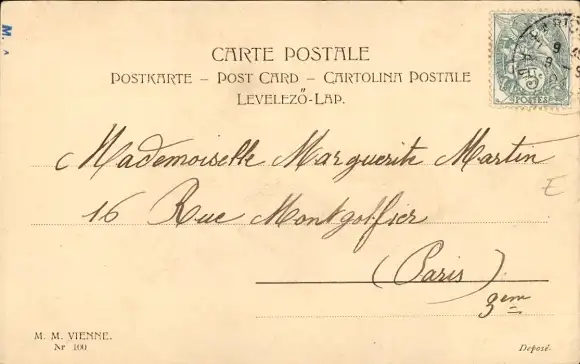 M.
CARTE POSTALE
POSTKARTE – POST CARD – CARTOLINA POSTALE
LEVELEZŐ-LAP.
POSTES
Mademoiselle Marguerite Martin
16 Rue Montgolfier
(Paris)
3em
E
M. M. VIENNE.
Nr 100
Deposé.